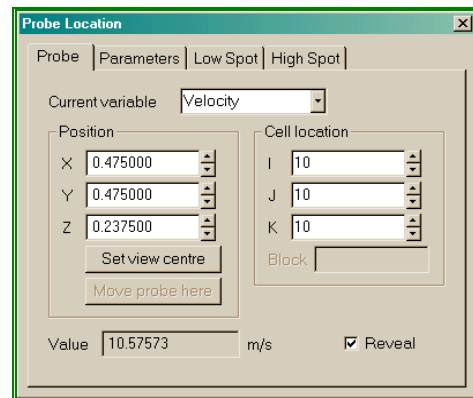 Probe Location
Probe Parameters Low Spot High Spot
Current variable Velocity
Position Cell location
X 0.475000 I 10
Y 0.475000 J 10
Z 0.237500 K 10
Set view centre Block
Move probe here
Value 10.57573 m/s Reveal